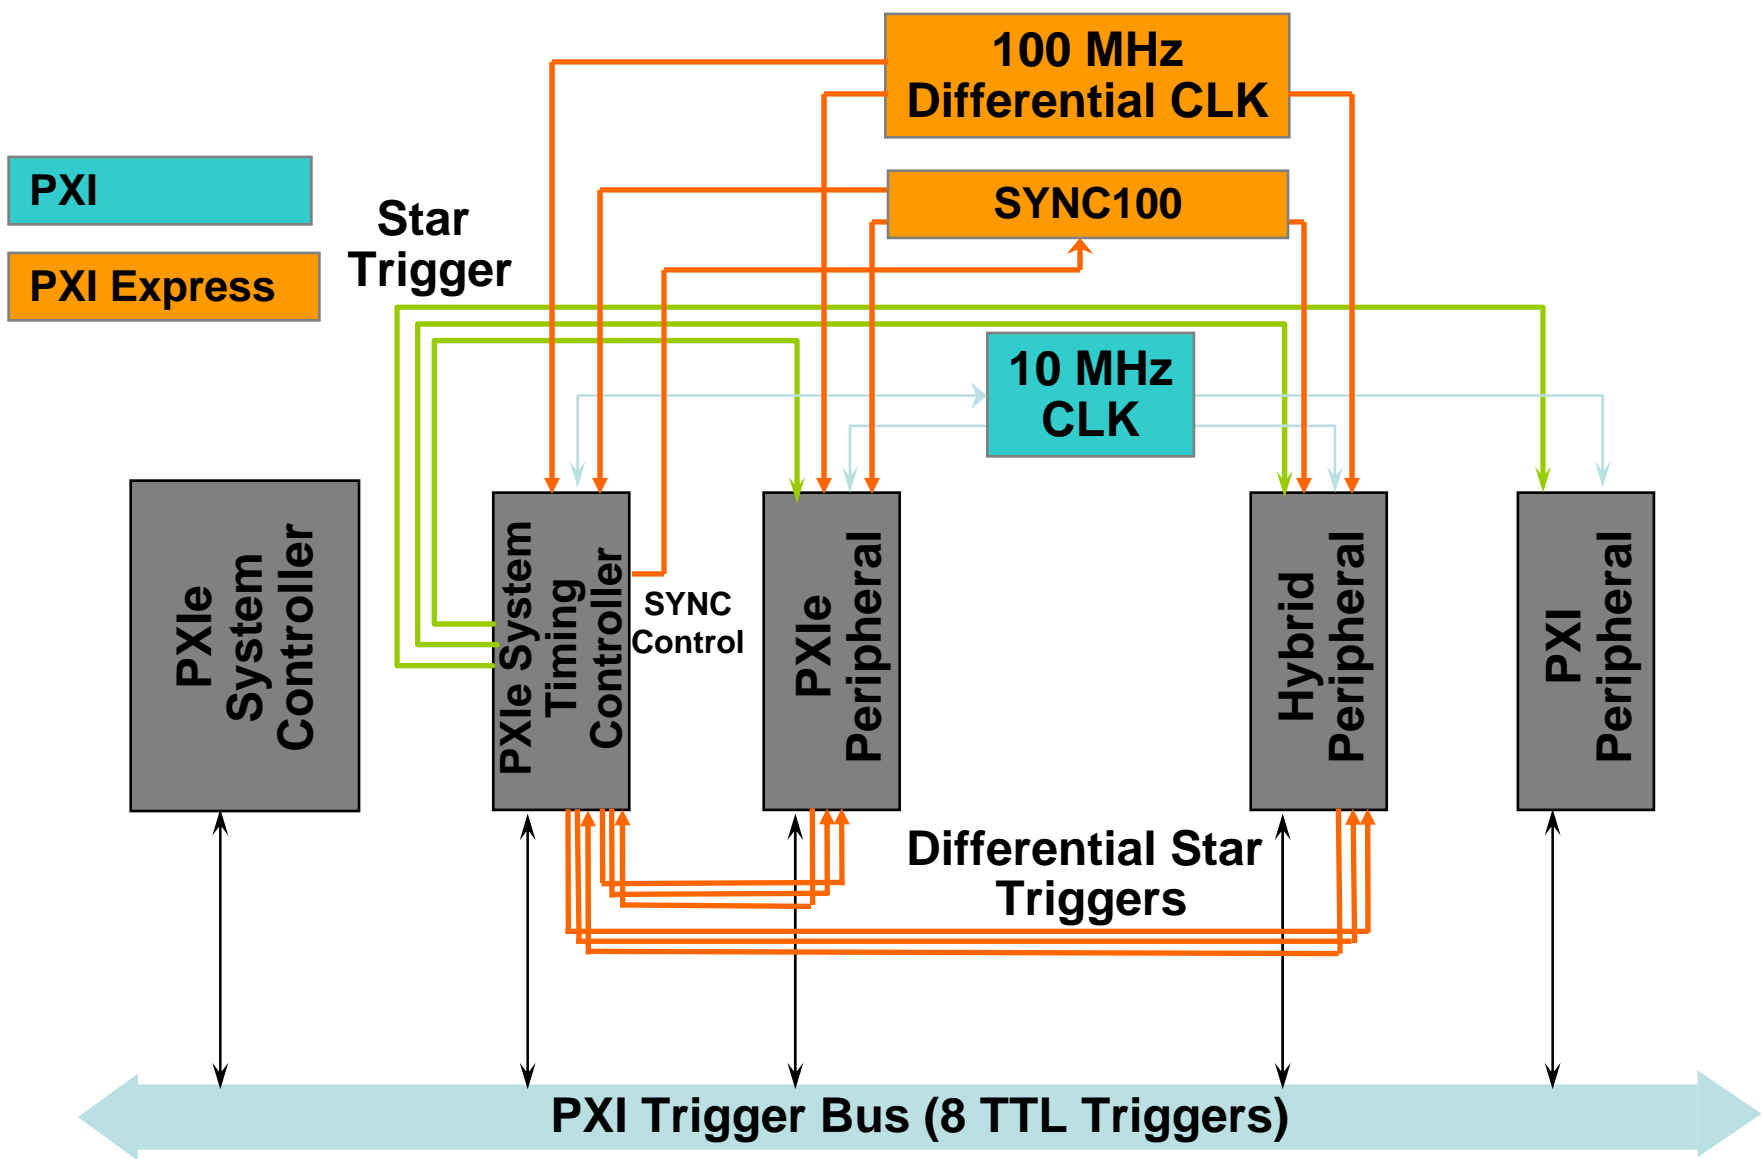 100 MHz
Differential CLK
PXI
SYNC100
Star
Trigger
PXI Express
10 MHz
CLK
PXIe
System
Controller
PXIe System
Timing
Controller
SYNC
Control
PXIe
Peripheral
Hybrid
Peripheral
PXI
Peripheral
Differential Star
Triggers
PXI Trigger Bus (8 TTL Triggers)